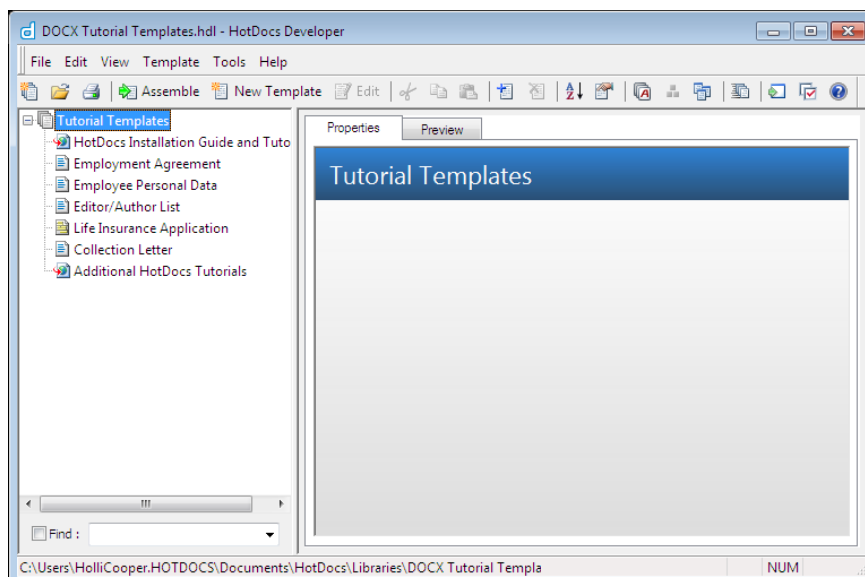 DOCX Tutorial Templates.hdl - HotDocs Developer
File Edit View Template Tools Help
Assemble New Template Edit
Tutorial Templates
HotDocs Installation Guide and Tuto
Employment Agreement
Employee Personal Data
Editor/Author List
Life Insurance Application
Collection Letter
Additional HotDocs Tutorials
Find :
Properties Preview
Tutorial Templates
C:\Users\HolliCooper.HOTDOCS\Documents\HotDocs\Libraries\DOCX Tutorial Templa NUM